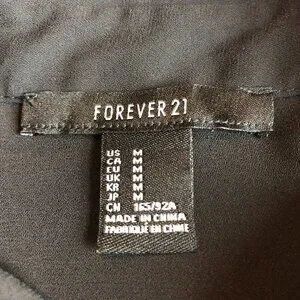 FOREVER 21
US M
CA M
EU M
UK M
KR M
JP M
CN 165/92A
MADE IN CHINA
FABRIQUÉ EN CHINE